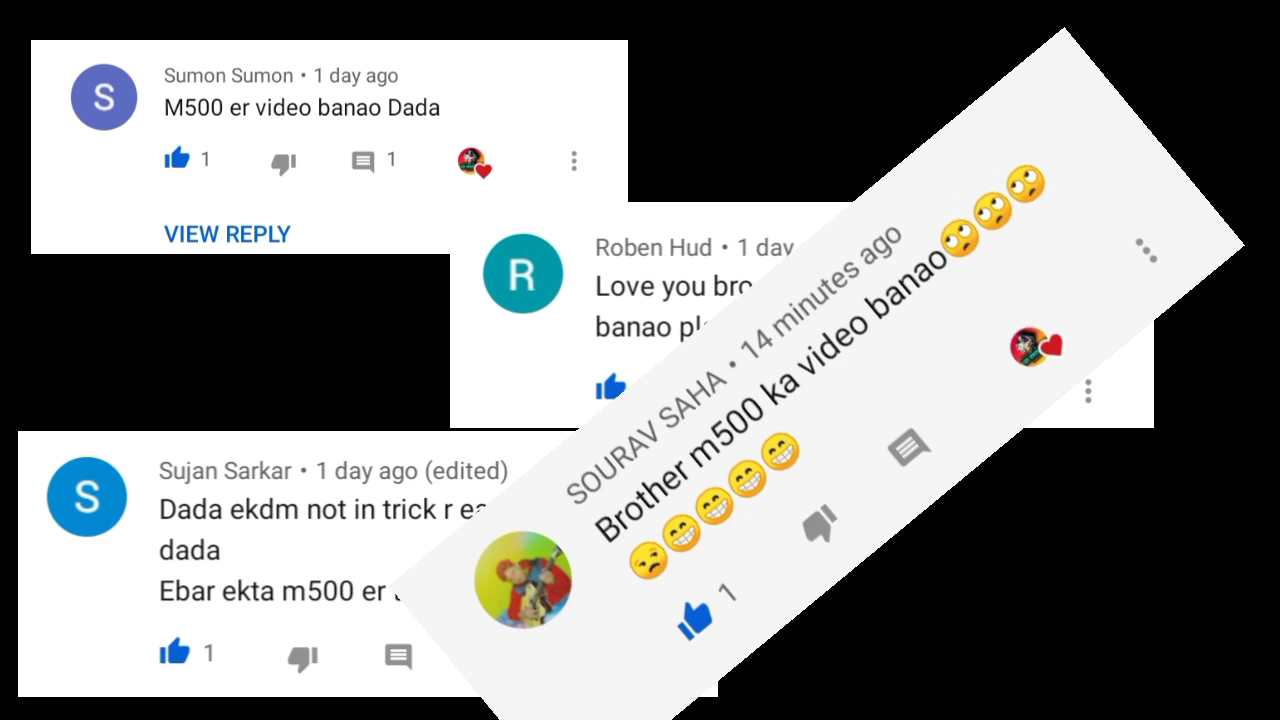 S
Sumon Sumon • 1 day ago
M500 er video banao Dada
1
1
VIEW REPLY
R
Roben Hud • 1 day
Love you bro
banao
SOURAV SAHA • 14 minutes ago
Brother m500 ka video banao🙄🙄🙄
😒😁😁😁😁
1
S
Sujan Sarkar • 1 day ago (edited)
Dada ekdm not in trick r
dada
Ebar ekta m500 er
1